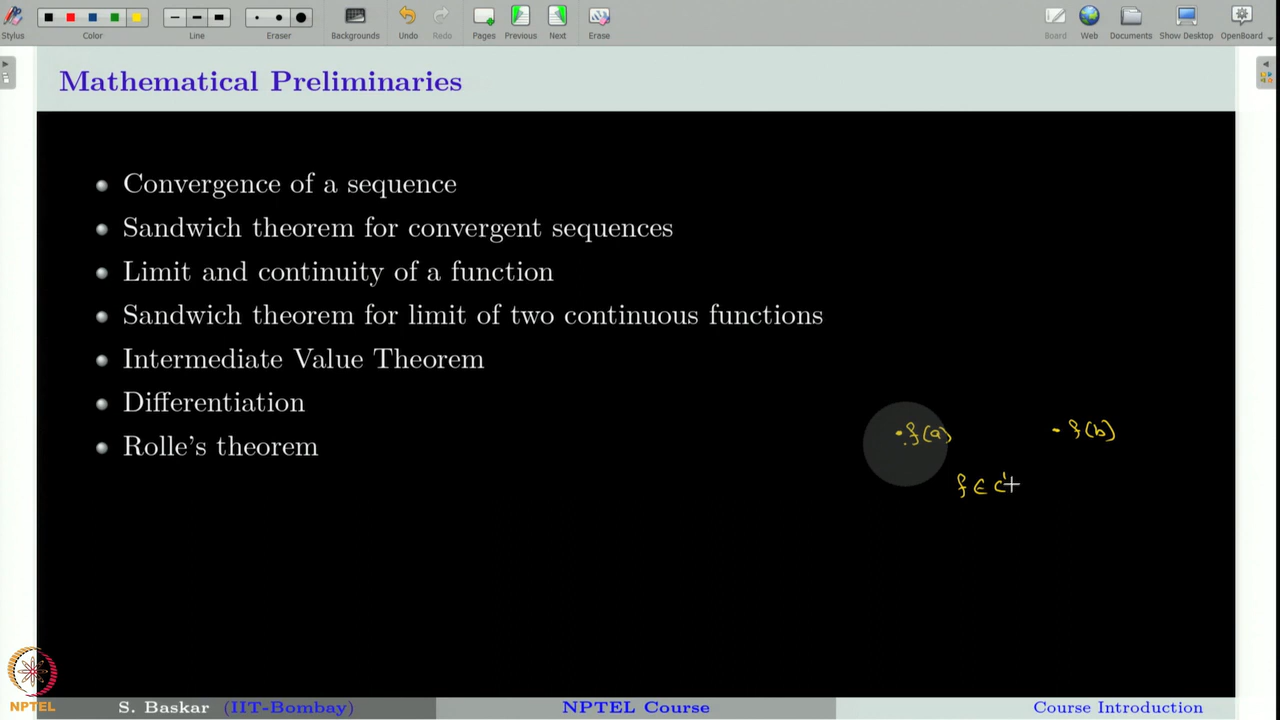 Stylus Color Line Eraser Backgrounds Undo Redo Pages Previous Next Erase Board Web Documents Show Desktop OpenBoard
Mathematical Preliminaries
Convergence of a sequence
Sandwich theorem for convergent sequences
Limit and continuity of a function
Sandwich theorem for limit of two continuous functions
Intermediate Value Theorem
Differentiation
Rolle's theorem
f(a) f(b)
f ∈ C¹
NPTEL
S. Baskar (IIT-Bombay) NPTEL Course Course Introduction